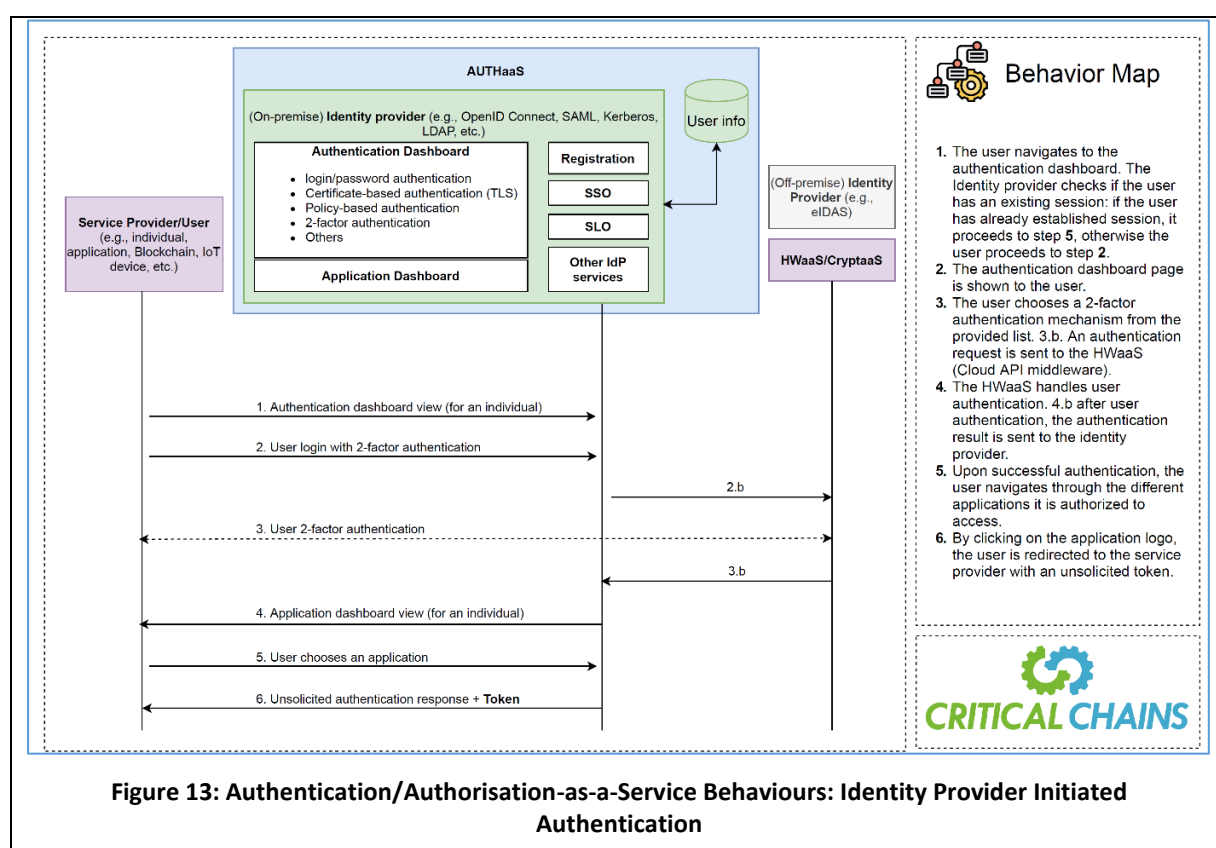 AUTHaaS
(On-premise) Identity provider (e.g., OpenID Connect, SAML, Kerberos,
LDAP, etc.)
Authentication Dashboard
• login/password authentication
• Certificate-based authentication (TLS)
• Policy-based authentication
• 2-factor authentication
• Others
Application Dashboard
Registration
SSO
SLO
Other IdP
services
User info
Service Provider/User
(e.g., individual,
application, Blockchain, IoT
device, etc.)
(Off-premise) Identity
Provider (e.g.,
eIDAS)
HWaaS/CryptaaS
1. Authentication dashboard view (for an individual)
2. User login with 2-factor authentication
2.b
3. User 2-factor authentication
3.b
4. Application dashboard view (for an individual)
5. User chooses an application
6. Unsolicited authentication response + Token
Behavior Map
1. The user navigates to the
authentication dashboard. The
Identity provider checks if the user
has an existing session: if the user
has already established session, it
proceeds to step 5, otherwise the
user proceeds to step 2.
2. The authentication dashboard page
is shown to the user.
3. The user chooses a 2-factor
authentication mechanism from the
provided list. 3.b. An authentication
request is sent to the HWaaS
(Cloud API middleware).
4. The HWaaS handles user
authentication. 4.b after user
authentication, the authentication
result is sent to the identity
provider.
5. Upon successful authentication, the
user navigates through the different
applications it is authorized to
access.
6. By clicking on the application logo,
the user is redirected to the service
provider with an unsolicited token.
CRITICAL CHAINS
Figure 13: Authentication/Authorisation-as-a-Service Behaviours: Identity Provider Initiated
Authentication